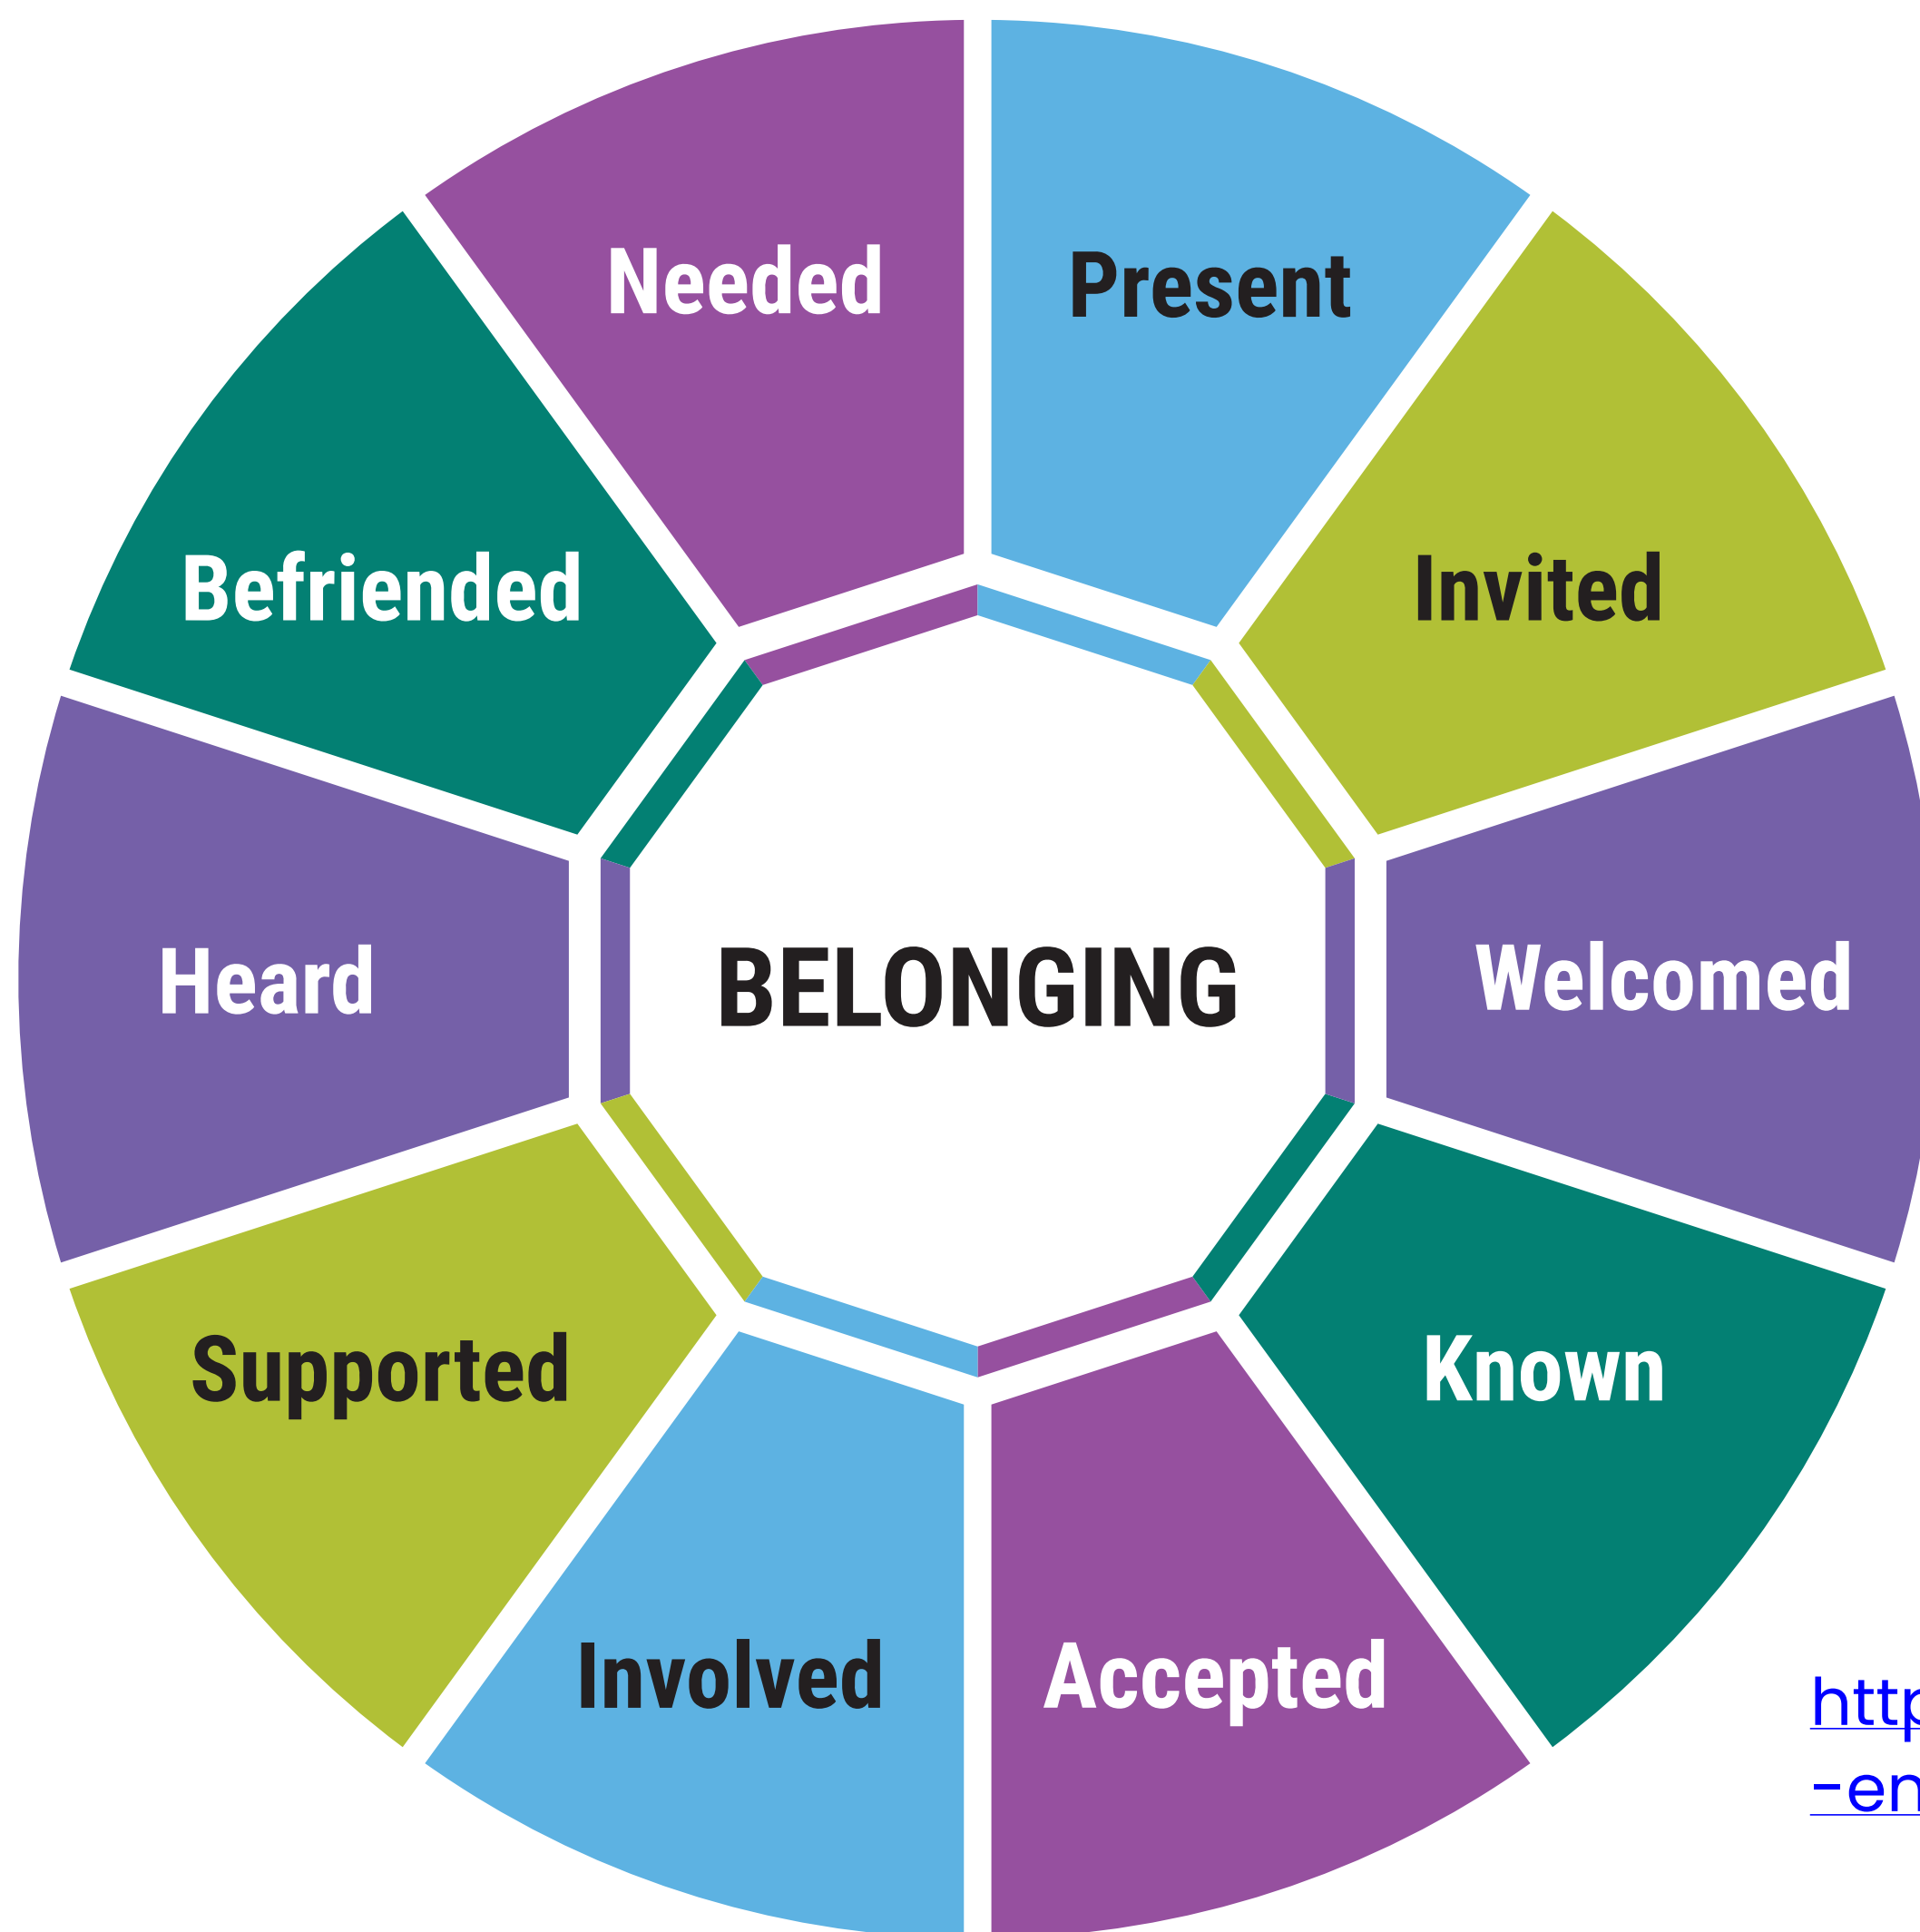 Needed
Present
Befriended
Invited
Heard
BELONGING
Welcomed
Supported
Known
Involved
Accepted